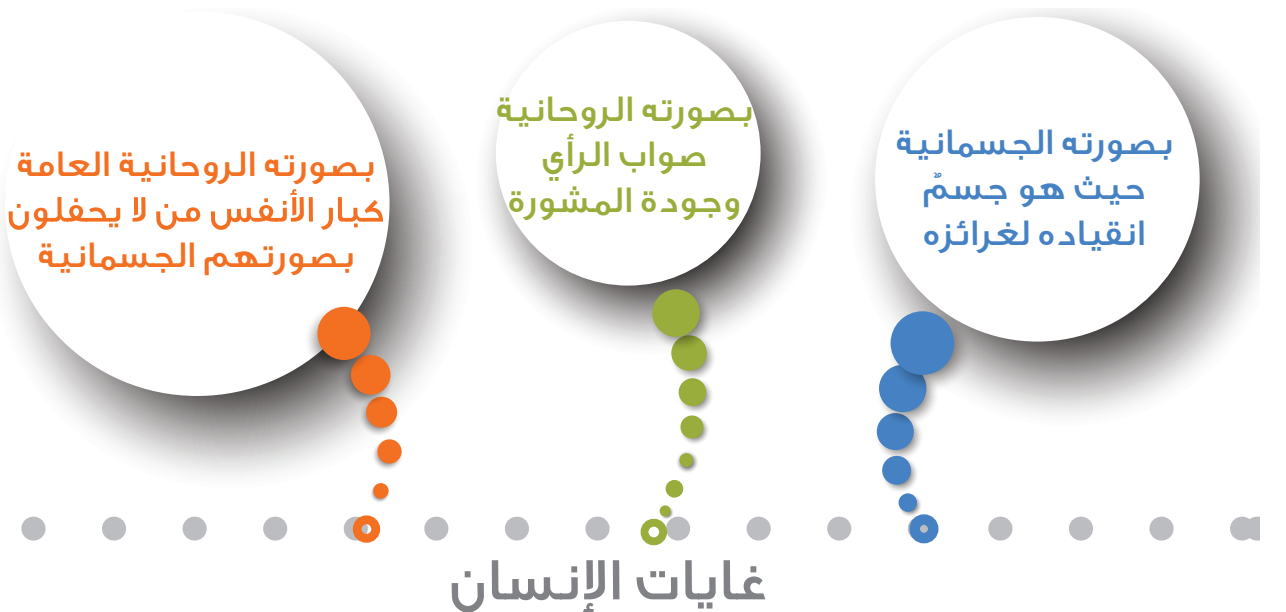 بصورته الجسمانية
حيث هو جسمٌ
انقياده لغرائزه
بصورته الروحانية
صواب الرأي
وجودة المشورة
بصورته الروحانية العامة
كبار الأنفس من لا يحفلون
بصورتهم الجسمانية
غايات الإنسان